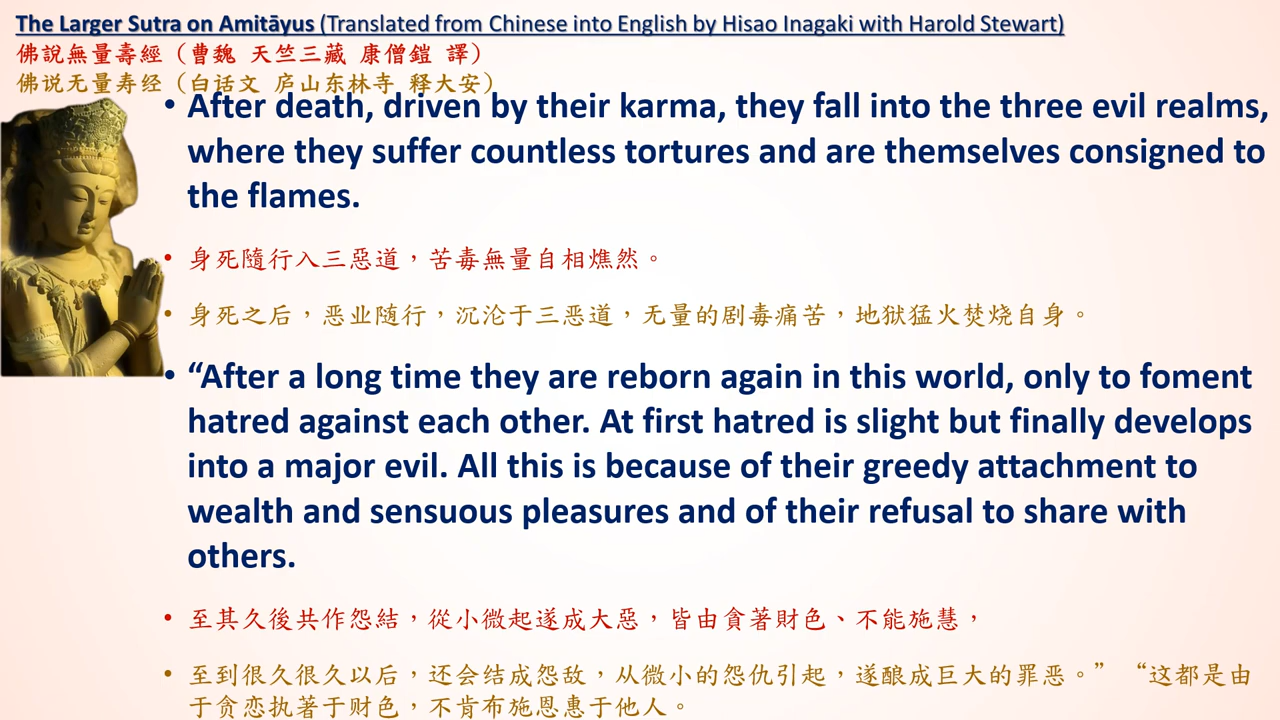 The Larger Sutra on Amitāyus (Translated from Chinese into English by Hisao Inagaki with Harold Stewart)
佛說無量壽經（曹魏 天竺三藏 康僧鎧 譯）
佛说无量寿经（白话文 庐山东林寺 释大安）
• After death, driven by their karma, they fall into the three evil realms,
where they suffer countless tortures and are themselves consigned to
the flames.
• 身死隨行入三惡道，苦毒無量自相燋然。
• 身死之后，恶业随行，沉沦于三恶道，无量的剧毒痛苦，地狱猛火焚烧自身。
• “After a long time they are reborn again in this world, only to foment
hatred against each other. At first hatred is slight but finally develops
into a major evil. All this is because of their greedy attachment to
wealth and sensuous pleasures and of their refusal to share with
others.
• 至其久後共作怨結，從小微起遂成大惡，皆由貪著財色、不能施慧，
• 至到很久很久以后，还会结成怨敌，从微小的怨仇引起，遂酿成巨大的罪恶。” “这都是由
于贪恋执著于财色，不肯布施恩惠于他人。